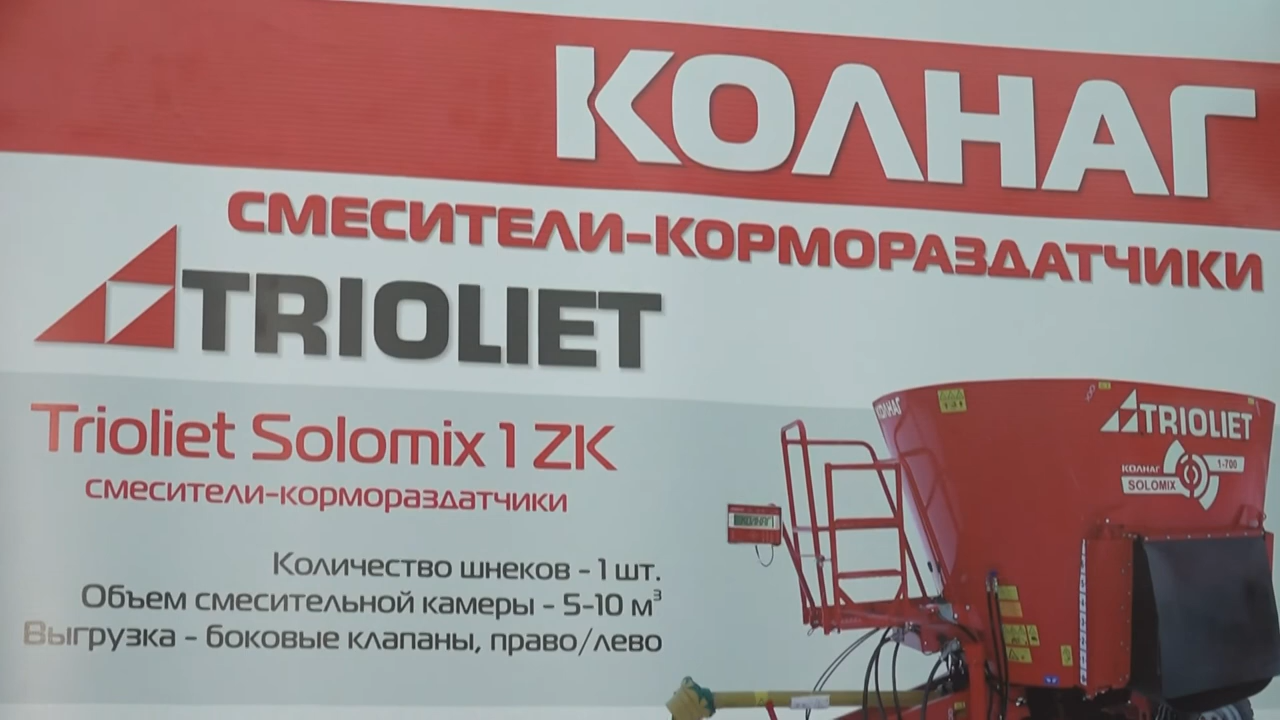 КОЛНАГ
СМЕСИТЕЛИ-КОРМОРАЗДАТЧИКИ
TRIOLIET
Trioliet Solomix 1 ZK
смесители-кормораздатчики
Количество шнеков - 1 шт.
Объем смесительной камеры - 5-10 м³
Выгрузка - боковые клапаны, право/лево
КОЛНАГ
TRIOLIET
КОЛНАГ 1-700
SOLOMIX